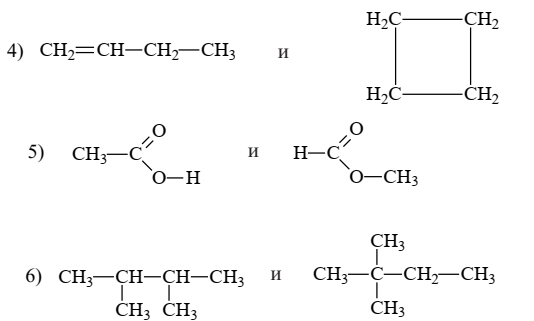 H₂C—CH₂
4) CH₂=CH—CH₂—CH₃ и
H₂C—CH₂
O
5) CH₃—C
O—H
и
O
H—C
O—CH₃
CH₃
6) CH₃—CH—CH—CH₃ и CH₃—C—CH₂—CH₃
CH₃ CH₃
CH₃